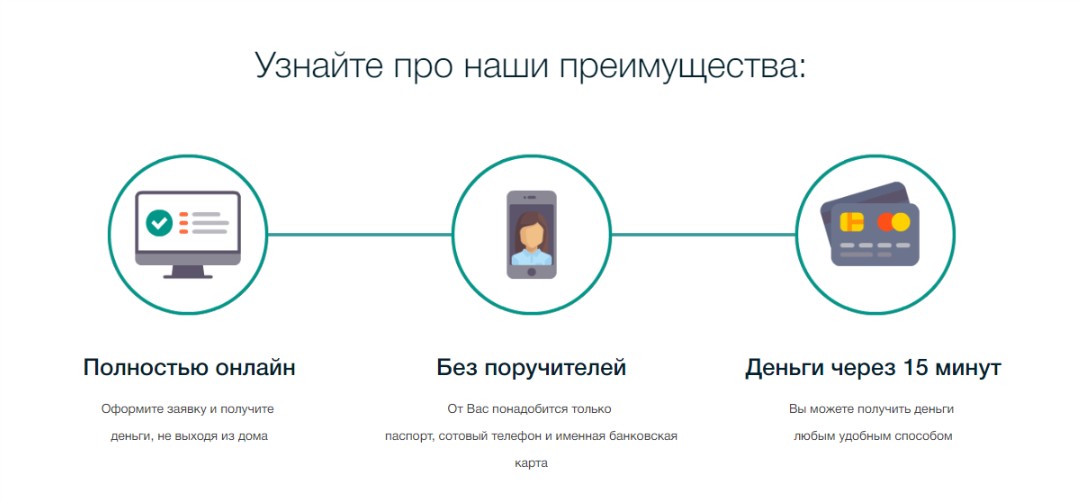 Узнайте про наши преимущества:
Полностью онлайн
Оформите заявку и получите
деньги, не выходя из дома
Без поручителей
От Вас понадобится только
паспорт, сотовый телефон и именная банковская
карта
Деньги через 15 минут
Вы можете получить деньги
любым удобным способом